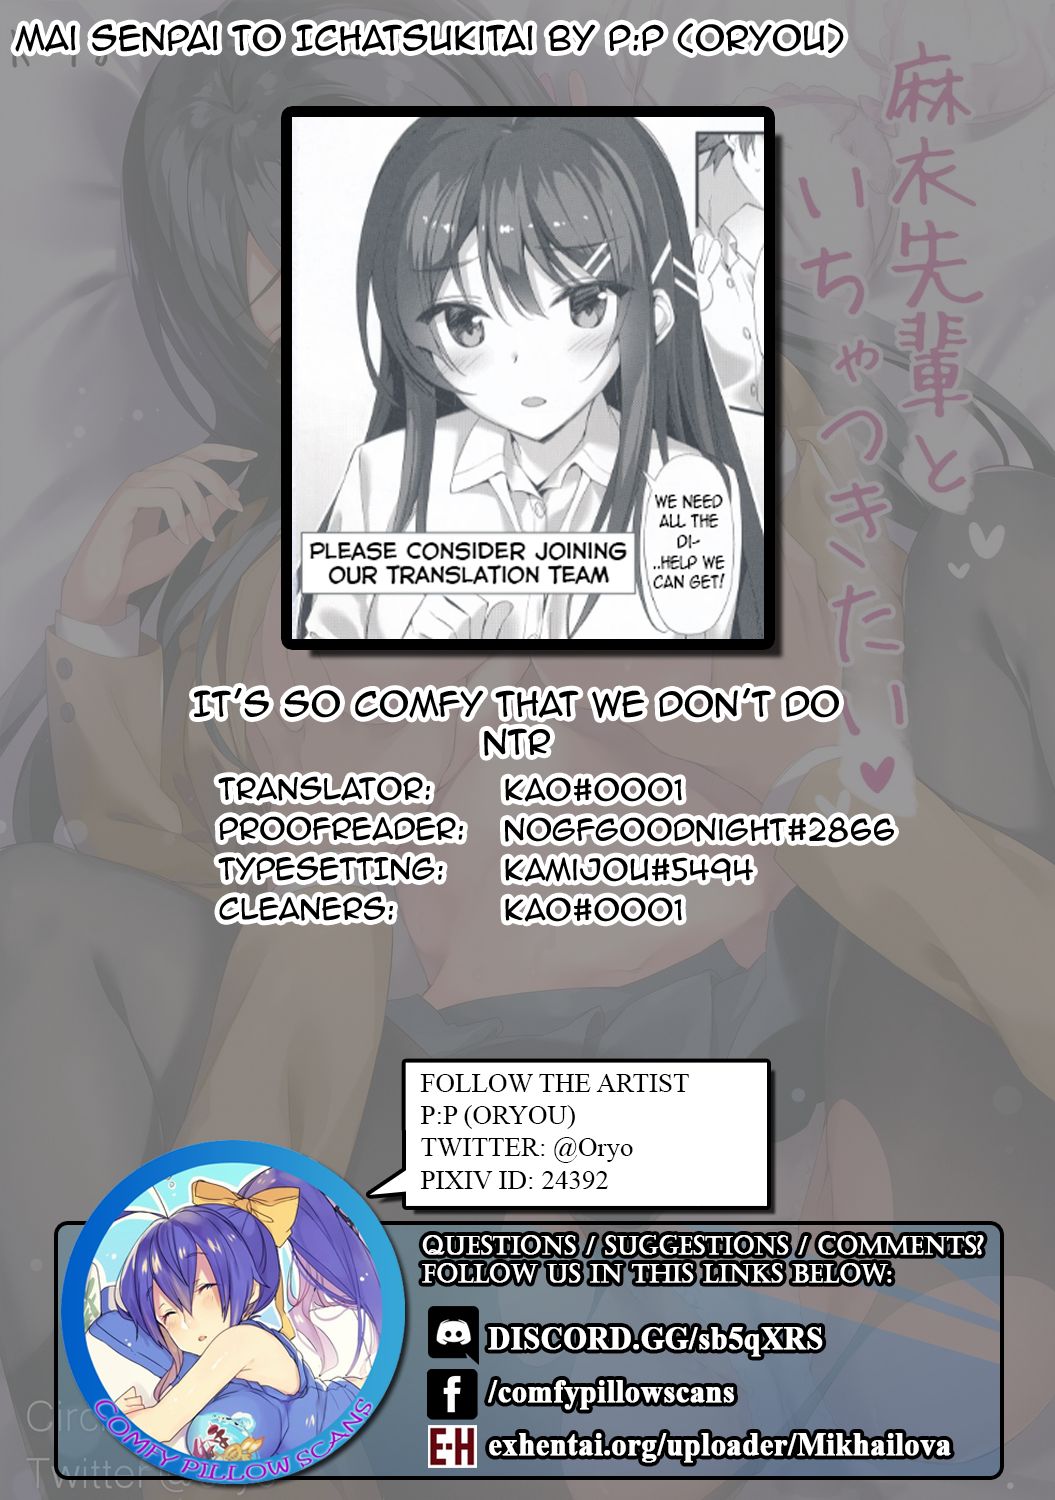 MAI SENPAI TO ICHATSUKITAI BY P:P (ORYOU)
麻衣先輩と
いちゃつきたい
WE NEED
ALL THE
DI-
..HELP WE
CAN GET!
PLEASE CONSIDER JOINING
OUR TRANSLATION TEAM
IT'S SO COMFY THAT WE DON'T DO
NTR
TRANSLATOR: KAO#0001
PROOFREADER: NOGFGOODNIGHT#2866
TYPESETTING: KAMIJOU#5494
CLEANERS: KAO#0001
FOLLOW THE ARTIST
P:P (ORYOU)
TWITTER: @Oryo
PIXIV ID: 24392
QUESTIONS / SUGGESTIONS / COMMENTS?
FOLLOW US IN THIS LINKS BELOW:
DISCORD.GG/sb5qXRS
/comfypillowscans
E-H exhentai.org/uploader/Mikhailova
COMFY PILLOW SCANS
Twitter